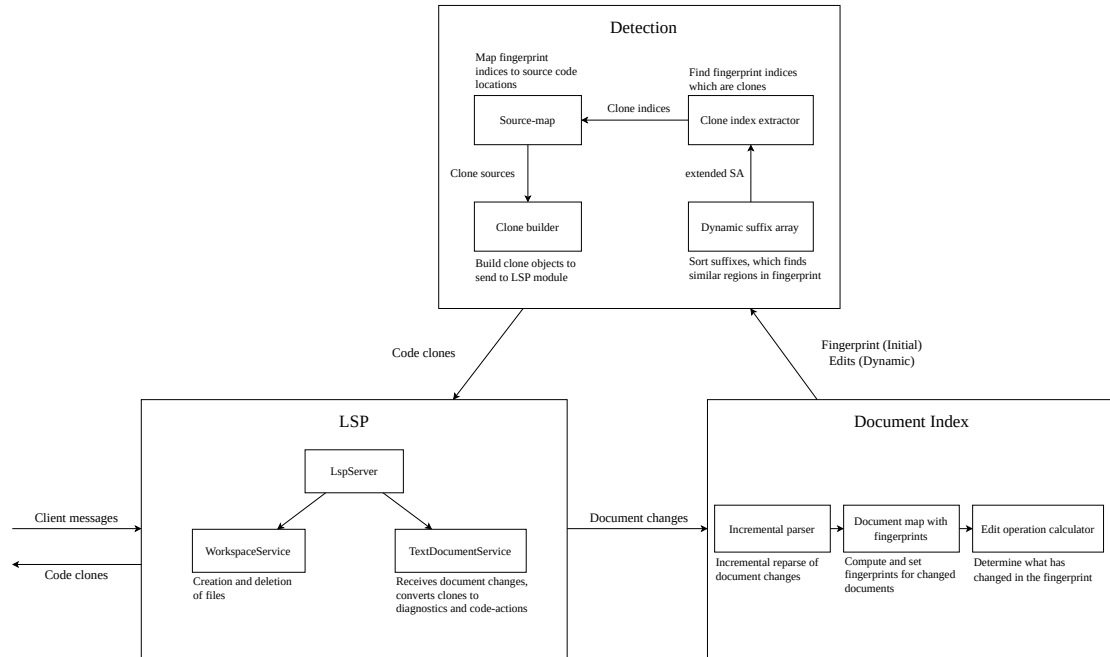 Detection
Map fingerprint
indices to source code
locations
Find fingerprint indices
which are clones
Source-map
Clone indices
Clone index extractor
Clone sources
extended SA
Clone builder
Dynamic suffix array
Build clone objects to
send to LSP module
Sort suffixes, which finds
similar regions in fingerprint
Code clones
Fingerprint (Initial)
Edits (Dynamic)
LSP
LspServer
Client messages
Code clones
WorkspaceService
Creation and deletion
of files
TextDocumentService
Receives document changes,
converts clones to
diagnostics and code-actions
Document changes
Document Index
Incremental parser
Incremental reparse of
document changes
Document map with
fingerprints
Compute and set
fingerprints for changed
documents
Edit operation calculator
Determine what has
changed in the fingerprint